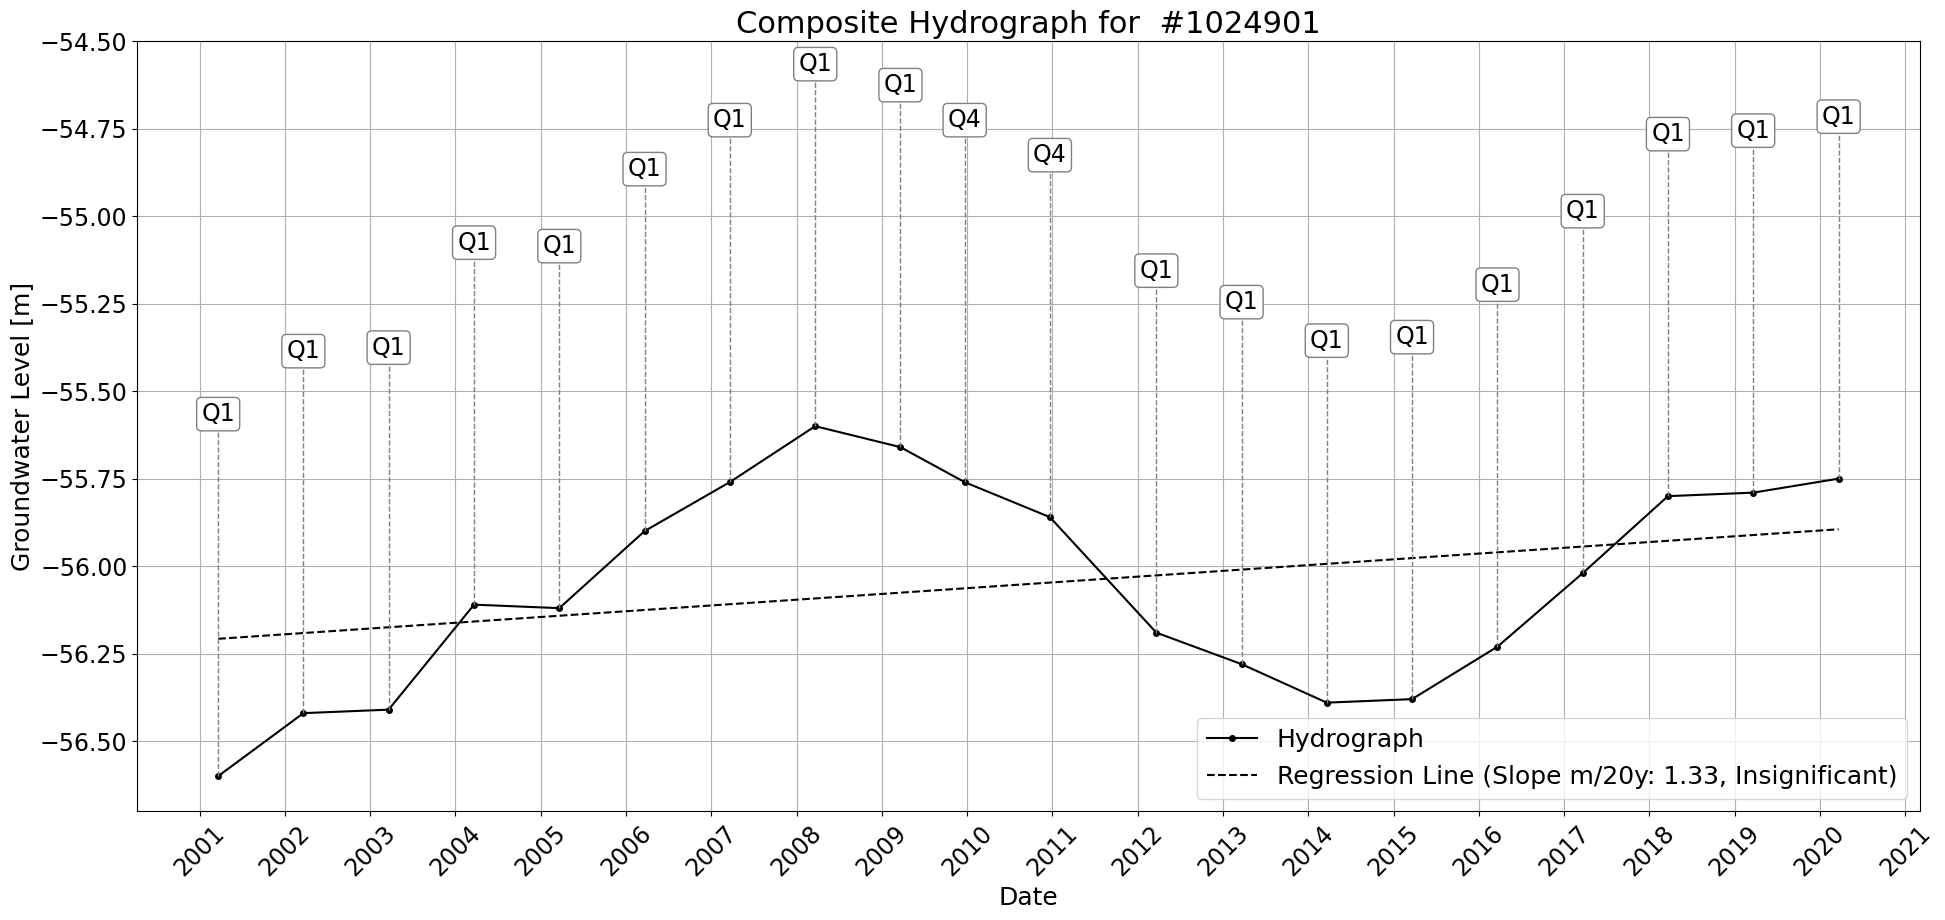 Composite Hydrograph for  #1024901
Groundwater Level [m]
−54.50
−54.75
−55.00
−55.25
−55.50
−55.75
−56.00
−56.25
−56.50
Q1
Q1
Q1
Q1
Q1
Q1
Q1
Q1
Q1
Q4
Q4
Q1
Q1
Q1
Q1
Q1
Q1
Q1
Q1
Q1
Hydrograph
Regression Line (Slope m/20y: 1.33, Insignificant)
2001
2002
2003
2004
2005
2006
2007
2008
2009
2010
2011
2012
2013
2014
2015
2016
2017
2018
2019
2020
2021
Date